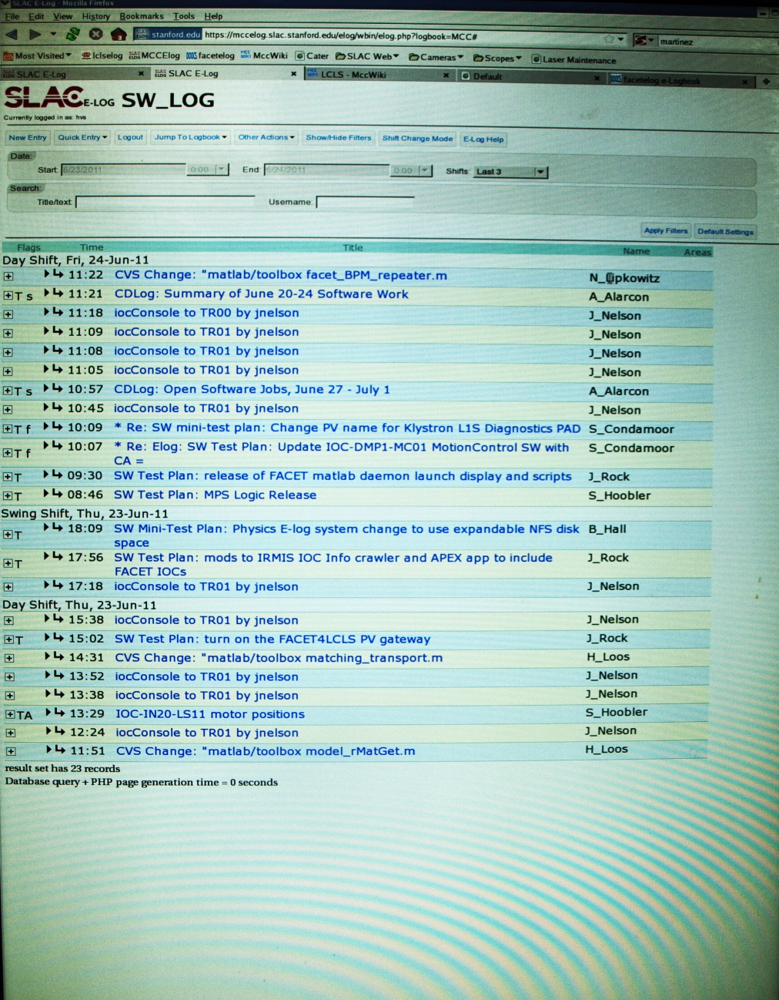 SLAC E-Log - Mozilla Firefox
File Edit View History Bookmarks Tools Help
stanford.edu https://mccelog.slac.stanford.edu/elog/wbin/elog.php?logbook=MCC# martinez
Most Visited lclselog MCCElog facetelog MccWiki Cater SLAC Web Cameras Scopes Laser Maintenance
SLAC E-Log SLAC E-Log LCLS - MccWiki Default facetelog e-Logbook
SLAC E-LOG SW_LOG
Currently logged in as: hvs
New Entry Quick Entry Logout Jump To Logbook Other Actions Show/Hide Filters Shift Change Mode E-Log Help
Date:
Start: 6/23/2011 0:00 End: 6/24/2011 0:00 Shifts: Last 3
Search:
Title/text: Username:
Apply Filters Default Settings
Flags Time Title Name Areas
Day Shift, Fri, 24-Jun-11
11:22 CVS Change: "matlab/toolbox facet_BPM_repeater.m
T s 11:21 CDLog: Summary of June 20-24 Software Work A_Alarcon
11:18 iocConsole to TR00 by jnelson J_Nelson
11:09 iocConsole to TR01 by jnelson J_Nelson
11:08 iocConsole to TR01 by jnelson J_Nelson
11:05 iocConsole to TR01 by jnelson J_Nelson
T s 10:57 CDLog: Open Software Jobs, June 27 - July 1 A_Alarcon
10:45 iocConsole to TR01 by jnelson J_Nelson
T f 10:09 * Re: SW mini-test plan: Change PV name for Klystron L1S Diagnostics PAD S_Condamoor
T f 10:07 * Re: Elog: SW Test Plan: Update IOC-DMP1-MC01 MotionControl SW with S_Condamoor
CA =
T 09:30 SW Test Plan: release of FACET matlab daemon launch display and scripts J_Rock
T 08:46 SW Test Plan: MPS Logic Release S_Hoobler
Swing Shift, Thu, 23-Jun-11
T 18:09 SW Mini-Test Plan: Physics E-log system change to use expandable NFS disk B_Hall
space
T 17:56 SW Test Plan: mods to IRMIS IOC Info crawler and APEX app to include J_Rock
FACET IOCs
17:18 iocConsole to TR01 by jnelson J_Nelson
Day Shift, Thu, 23-Jun-11
15:38 iocConsole to TR01 by jnelson J_Nelson
T 15:02 SW Test Plan: turn on the FACET4LCLS PV gateway J_Rock
14:31 CVS Change: "matlab/toolbox matching_transport.m H_Loos
13:52 iocConsole to TR01 by jnelson J_Nelson
13:38 iocConsole to TR01 by jnelson J_Nelson
TA 13:29 IOC-IN20-LS11 motor positions S_Hoobler
12:24 iocConsole to TR01 by jnelson J_Nelson
11:51 CVS Change: "matlab/toolbox model_rMatGet.m H_Loos
result set has 23 records
Database query + PHP page generation time = 0 seconds